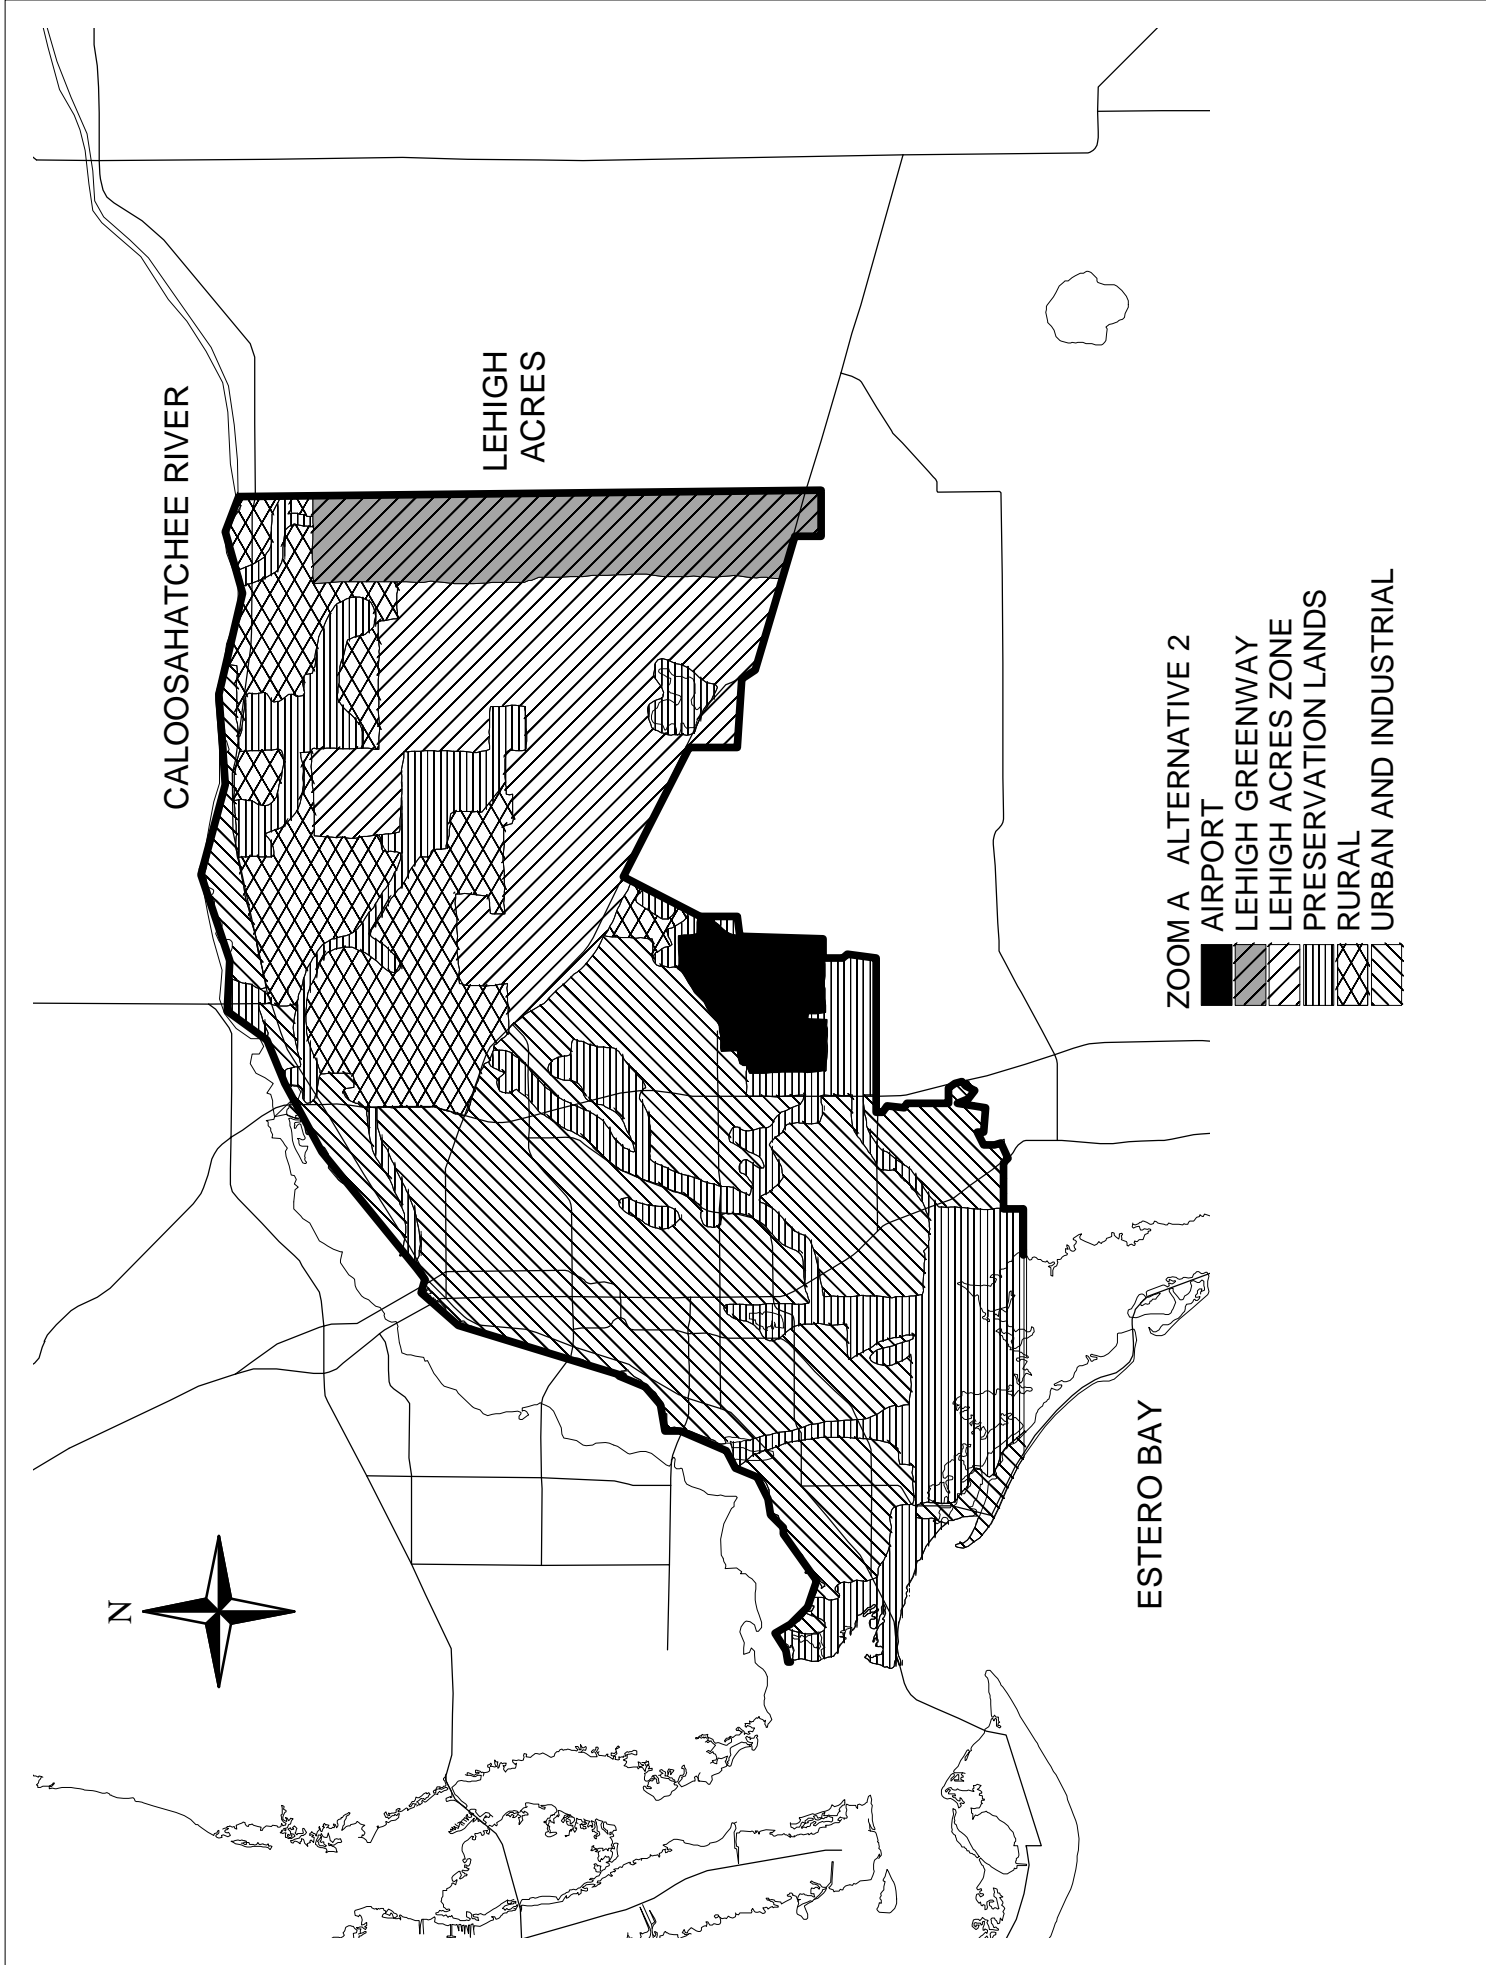 N
CALOOSAHATCHEE RIVER
LEHIGH
ACRES
ESTERO BAY
ZOOM A ALTERNATIVE 2
AIRPORT
LEHIGH GREENWAY
LEHIGH ACRES ZONE
PRESERVATION LANDS
RURAL
URBAN AND INDUSTRIAL